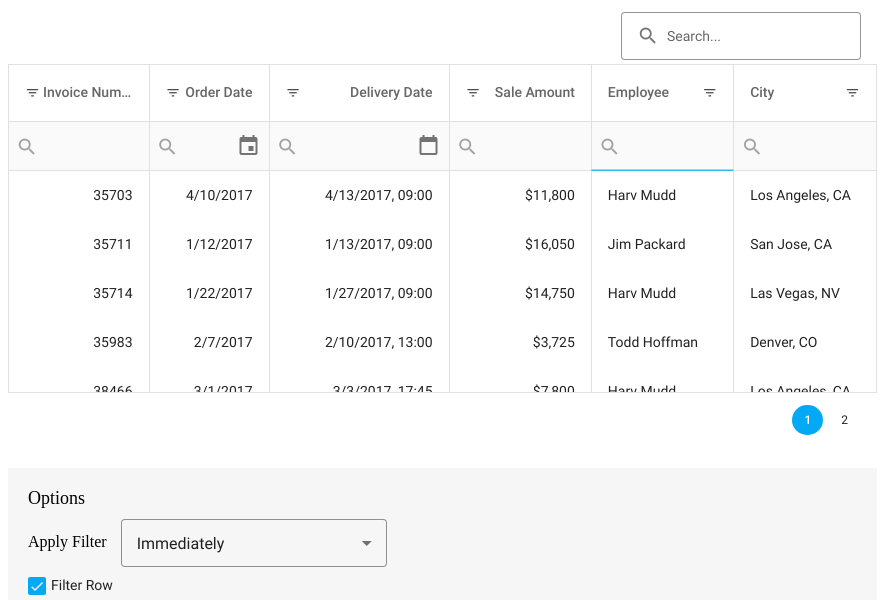 Search...
Invoice Num... Order Date Delivery Date Sale Amount Employee City
35703 4/10/2017 4/13/2017, 09:00 $11,800 Harv Mudd Los Angeles, CA
35711 1/12/2017 1/13/2017, 09:00 $16,050 Jim Packard San Jose, CA
35714 1/22/2017 1/27/2017, 09:00 $14,750 Harv Mudd Las Vegas, NV
35983 2/7/2017 2/10/2017, 13:00 $3,725 Todd Hoffman Denver, CO
38466 3/1/2017 3/3/2017, 17:45 $7,800 Harv Mudd Los Angeles, CA
1 2
Options
Apply Filter Immediately
Filter Row